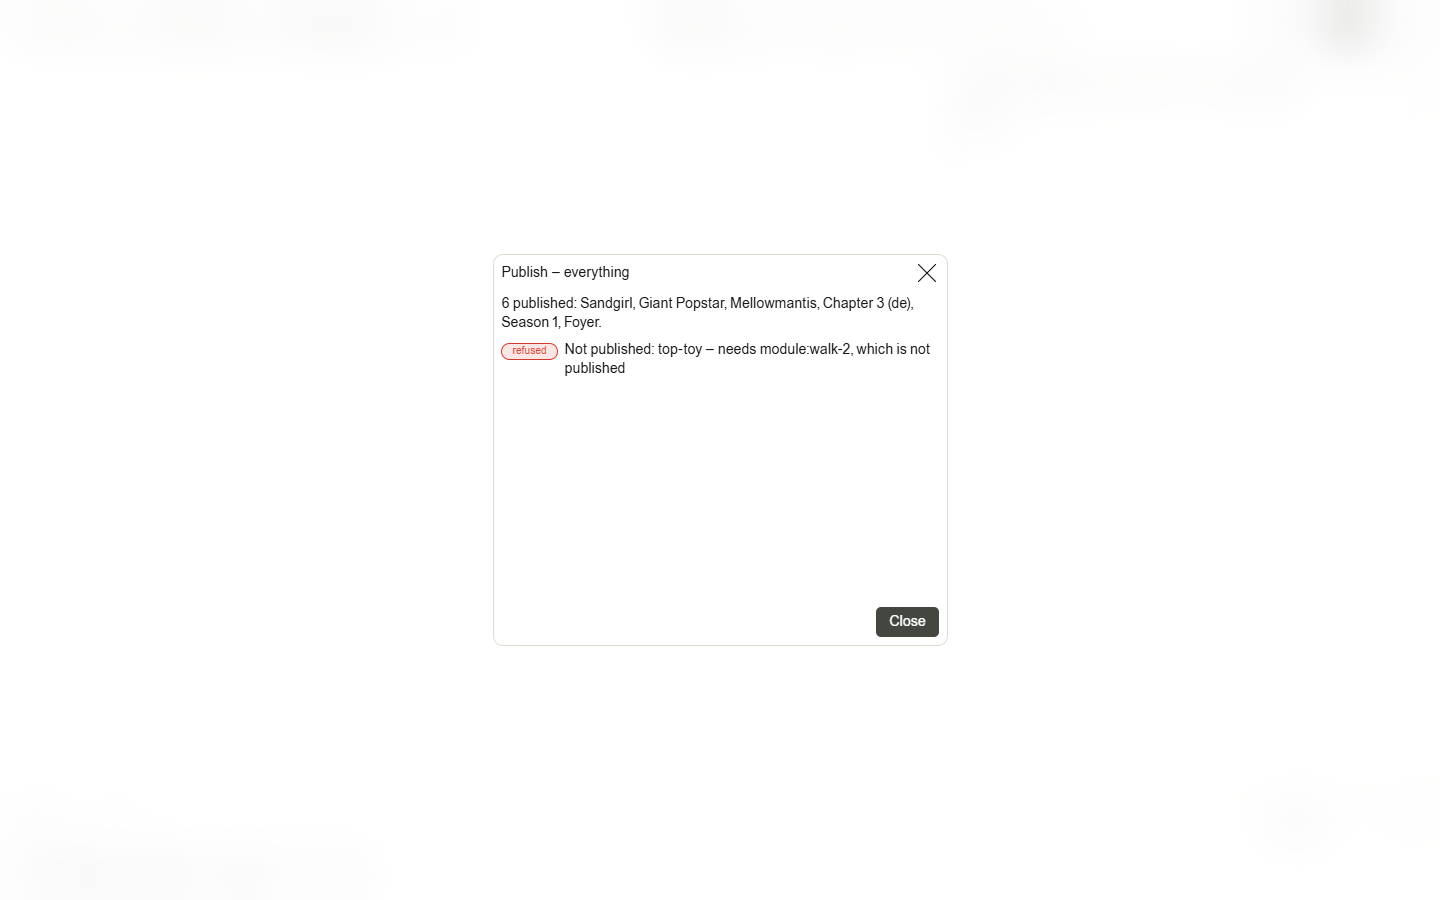 Publish – everything
6 published: Sandgirl, Giant Popstar, Mellowmantis, Chapter 3 (de),
Season 1, Foyer.
refused
Not published: top-toy – needs module:walk-2, which is not
published
Close